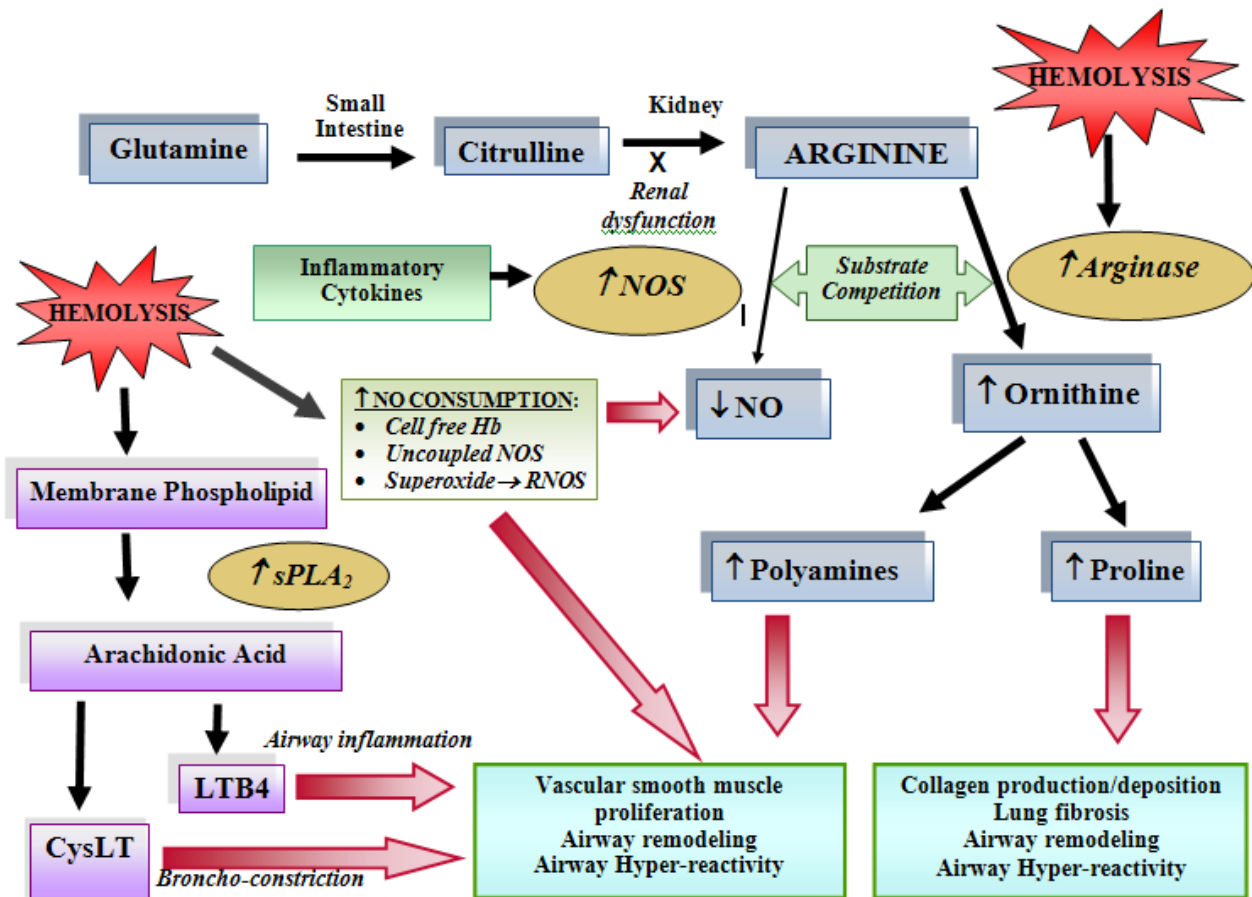 HEMOLYSIS
Small
Intestine
Kidney
Glutamine
Citrulline
ARGININE
X
Renal
dysfunction
Inflammatory
Cytokines
↑NOS
Substrate
Competition
↑Arginase
HEMOLYSIS
↑NO CONSUMPTION:
• Cell free Hb
• Uncoupled NOS
• Superoxide→ RNOS
↓NO
↑ Ornithine
Membrane Phospholipid
↑sPLA₂
↑ Polyamines
↑ Proline
Arachidonic Acid
Airway inflammation
LTB4
CysLT
Broncho-constriction
Vascular smooth muscle
proliferation
Airway remodeling
Airway Hyper-reactivity
Collagen production/deposition
Lung fibrosis
Airway remodeling
Airway Hyper-reactivity